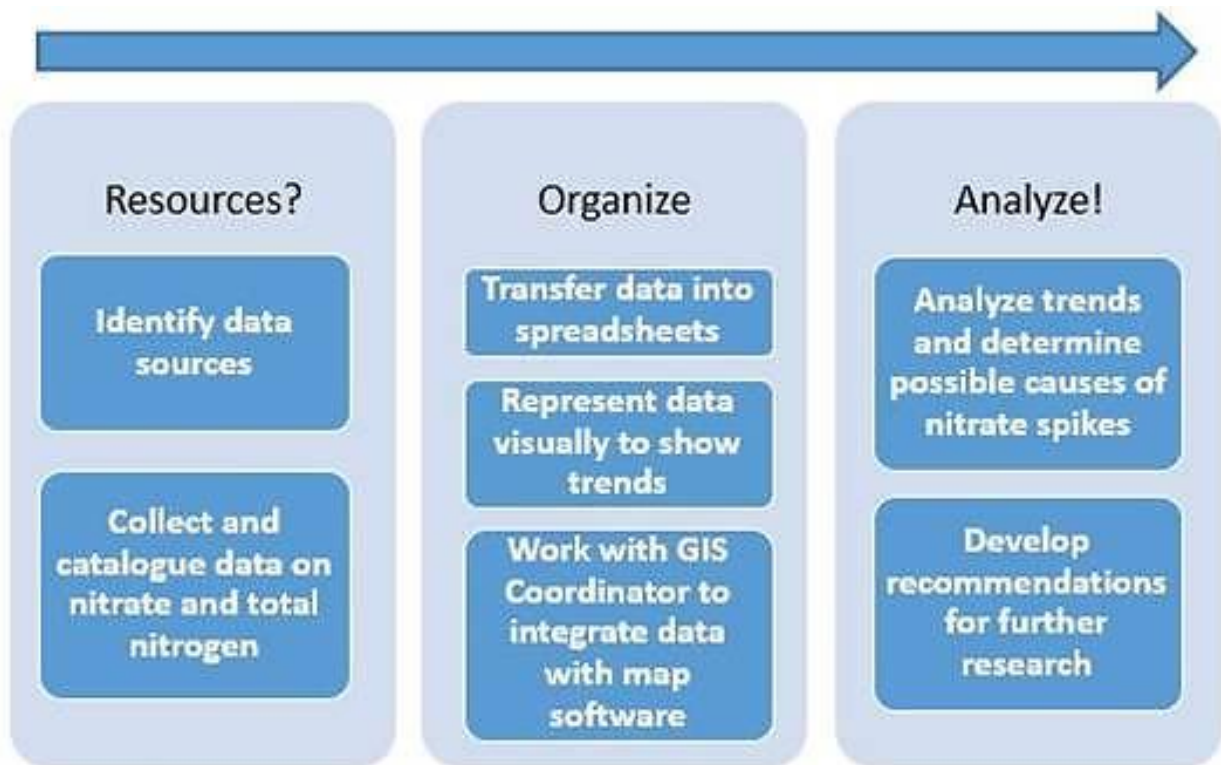 Resources?
Identify data
sources
Collect and
catalogue data on
nitrate and total
nitrogen
Organize
Transfer data into
spreadsheets
Represent data
visually to show
trends
Work with GIS
Coordinator to
integrate data
with map
software
Analyze!
Analyze trends
and determine
possible causes of
nitrate spikes
Develop
recommendations
for further
research